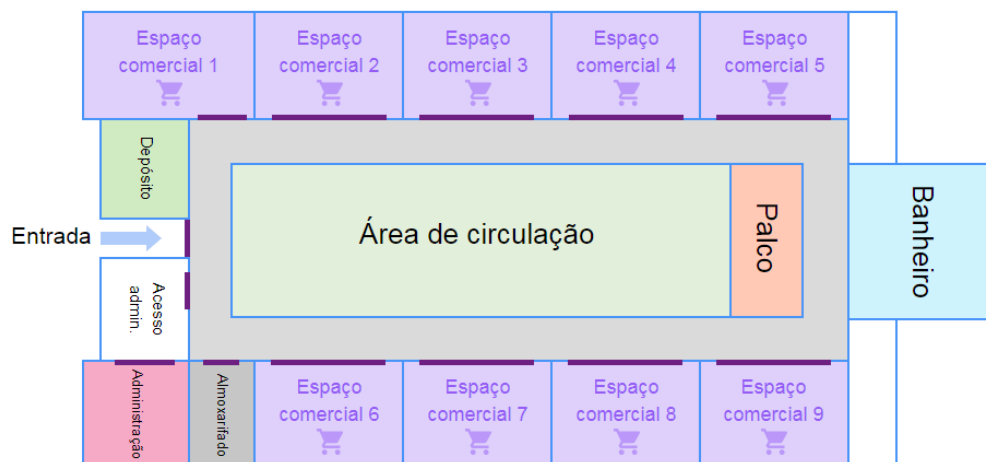 Espaço
comercial 1
Espaço
comercial 2
Espaço
comercial 3
Espaço
comercial 4
Espaço
comercial 5
Depósito
Entrada
Área de circulação
Palco
Banheiro
Acesso
admin.
Administração
Almoxarifado
Espaço
comercial 6
Espaço
comercial 7
Espaço
comercial 8
Espaço
comercial 9